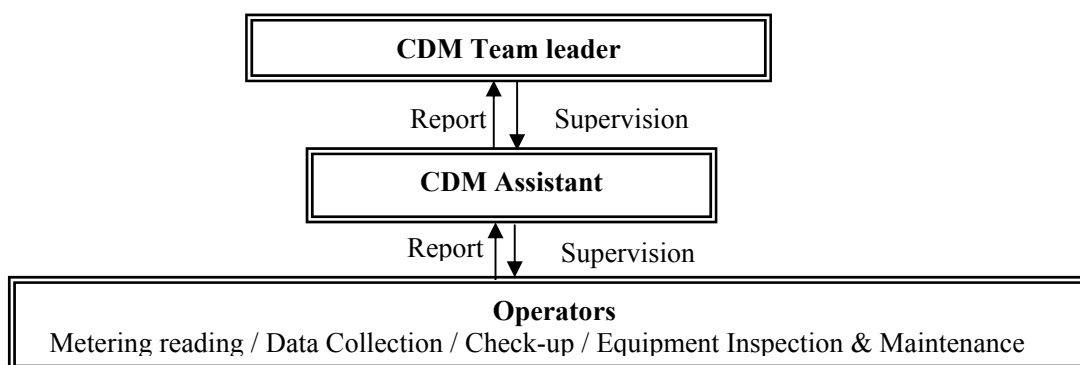 CDM Team leader
Report Supervision
CDM Assistant
Report Supervision
Operators
Metering reading / Data Collection / Check-up / Equipment Inspection & Maintenance